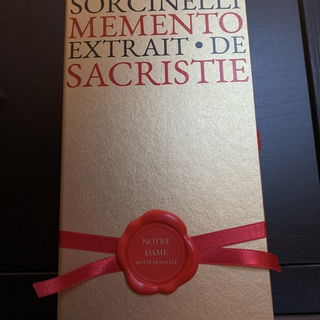 SORCINELLI
MEMENTO
EXTRAIT • DE
SACRISTIE
NOTRE
DAME